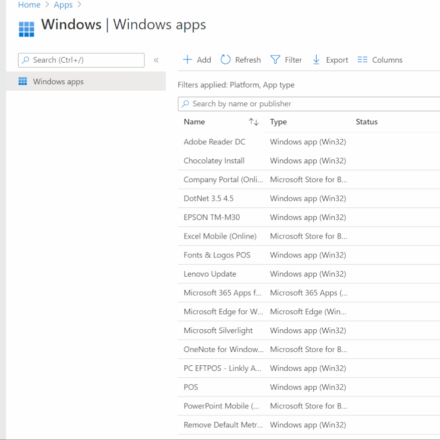 Home > Apps >
Windows | Windows apps
Search (Ctrl+/) «
Add Refresh Filter Export Columns
Windows apps
Filters applied: Platform, App type
Search by name or publisher
Name ↑↓ Type Status
Adobe Reader DC Windows app (Win32)
Chocolatey Install Windows app (Win32)
Company Portal (Onli... Microsoft Store for B...
DotNet 3.5 4.5 Windows app (Win32)
EPSON TM-M30 Windows app (Win32)
Excel Mobile (Online) Microsoft Store for B...
Fonts & Logos POS Windows app (Win32)
Lenovo Update Windows app (Win32)
Microsoft 365 Apps f... Microsoft 365 Apps (...
Microsoft Edge for W... Microsoft Edge (Win...
Microsoft Silverlight Windows app (Win32)
OneNote for Window... Microsoft Store for B...
PC EFTPOS - Linkly A... Windows app (Win32)
POS Windows app (Win32)
PowerPoint Mobile (... Microsoft Store for B...
Remove Default Metr... Windows app (Win32)